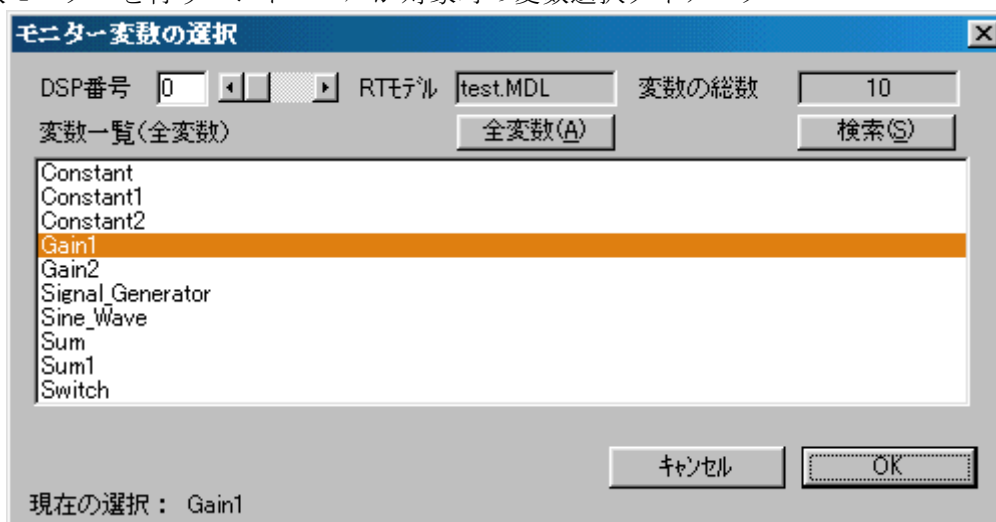 モニター変数の選択
DSP番号 0 RTﾓﾃﾞﾙ test.MDL 変数の総数 10
変数一覧(全変数) 全変数(A) 検索(S)
Constant
Constant1
Constant2
Gain1
Gain2
Signal_Generator
Sine_Wave
Sum
Sum1
Switch
ｷｬﾝｾﾙ OK
現在の選択： Gain1